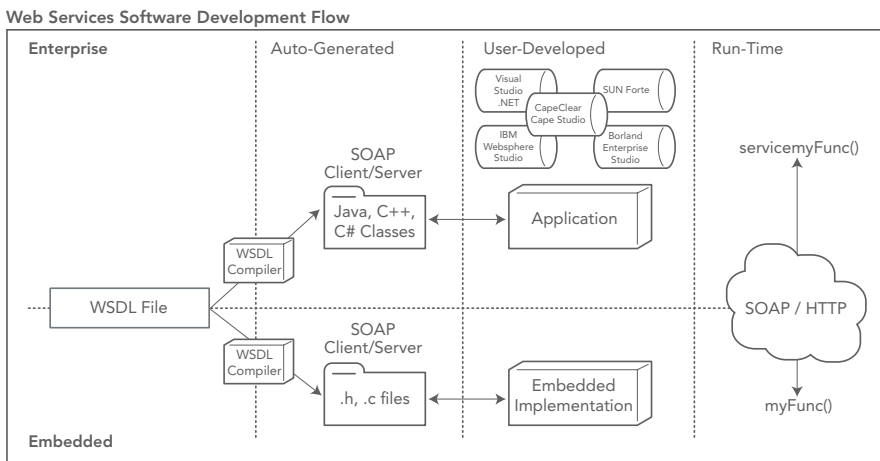 Web Services Software Development Flow
Enterprise
Auto-Generated
User-Developed
Run-Time
Visual
Studio
.NET
SUN Forte
CapeClear
Cape Studio
IBM
Websphere
Studio
Borland
Enterprise
Studio
SOAP
Client/Server
Java, C++,
C# Classes
Application
servicemyFunc()
WSDL
Compiler
WSDL File
SOAP / HTTP
WSDL
Compiler
SOAP
Client/Server
.h, .c files
Embedded
Implementation
myFunc()
Embedded